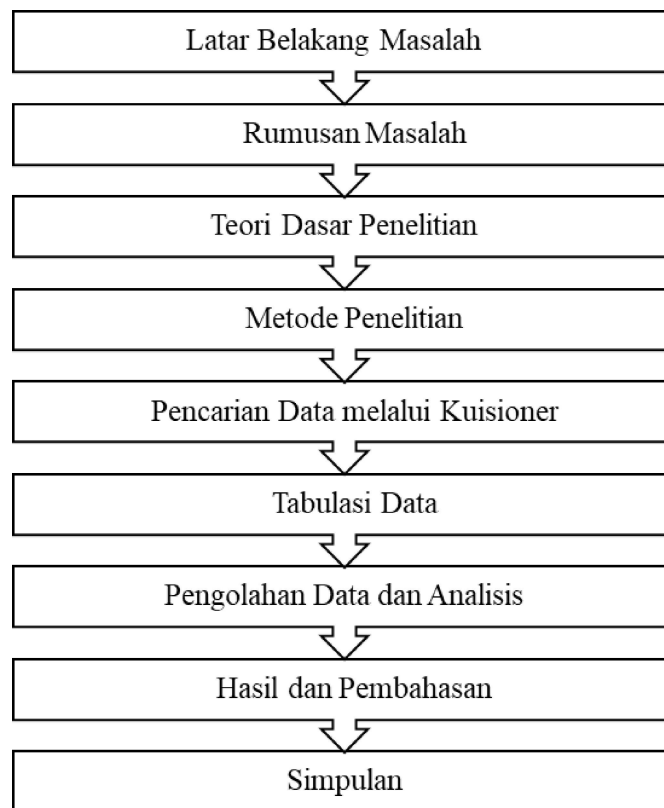 Latar Belakang Masalah
Rumusan Masalah
Teori Dasar Penelitian
Metode Penelitian
Pencarian Data melalui Kuisioner
Tabulasi Data
Pengolahan Data dan Analisis
Hasil dan Pembahasan
Simpulan